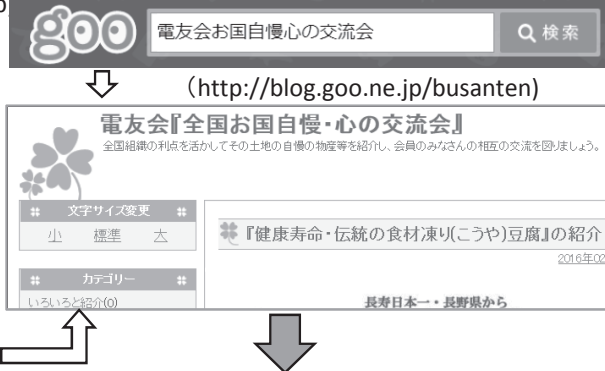 p
goo 電友会お国自慢心の交流会 検索
(http://blog.goo.ne.jp/busanten)
電友会『全国お国自慢・心の交流会』
全国組織の利点を活かしてその土地の自慢の物産等を紹介し、会員のみなさんの相互の交流を図りましょう。
文字サイズ変更
小 標準 大
『健康寿命・伝統の食材凍り(こうや)豆腐』の紹介
2016年02
カテゴリー
いろいろと紹介(0)
長寿日本一・長野県から